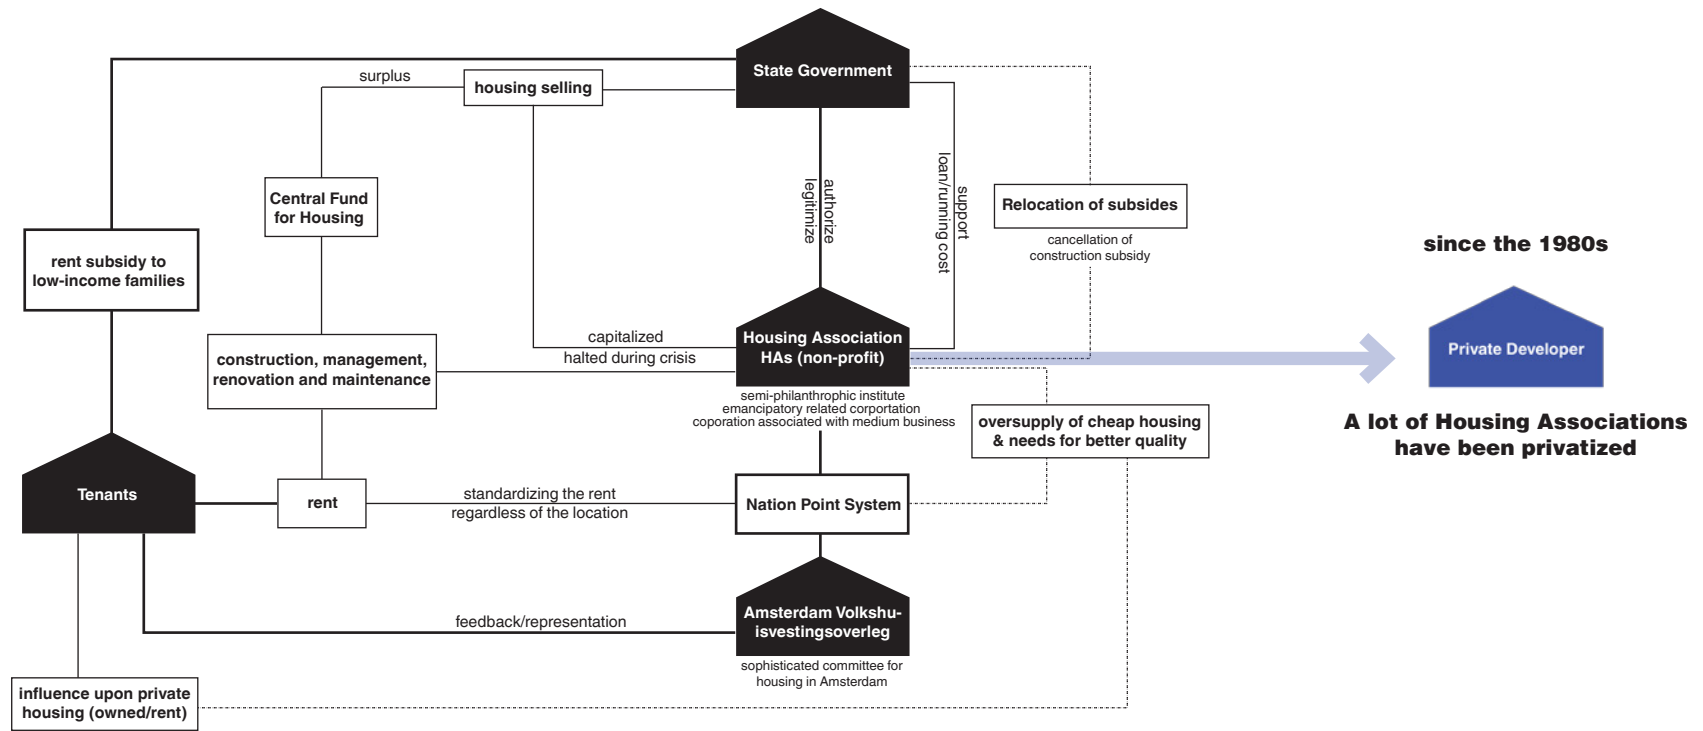 State Government
surplus
housing selling
Central Fund
for Housing
authorize
legitimize
support
loan/running cost
Relocation of subsides
cancellation of
construction subsidy
since the 1980s
rent subsidy to
low-income families
capitalized
halted during crisis
Housing Association
HAs (non-profit)
Private Developer
construction, management,
renovation and maintenance
semi-philanthropic institute
emancipatory related corportation
coporation associated with medium business
oversupply of cheap housing
& needs for better quality
A lot of Housing Associations
have been privatized
Tenants
rent
standardizing the rent
regardless of the location
Nation Point System
feedback/representation
Amsterdam Volkshu-
isvestingsoverleg
sophisticated committee for
housing in Amsterdam
influence upon private
housing (owned/rent)